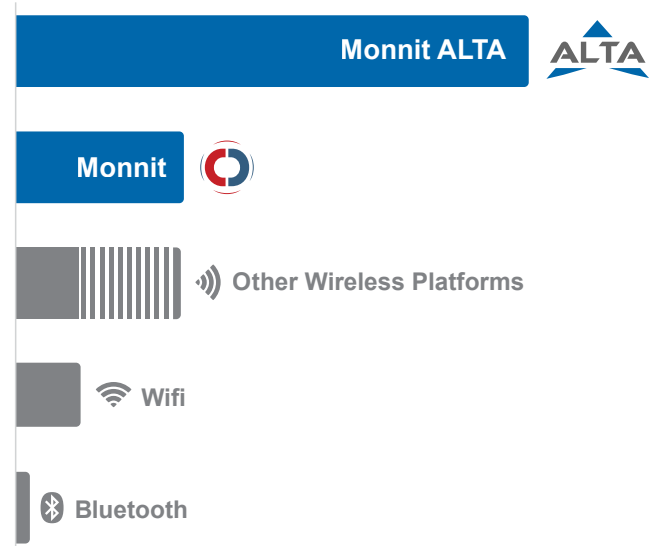 Monnit ALTA
ALTA
Monnit
Other Wireless Platforms
Wifi
Bluetooth